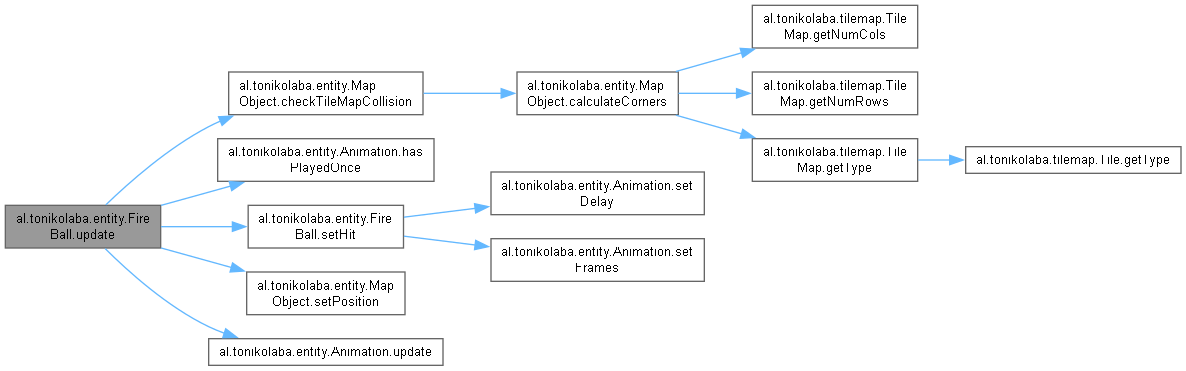 al.tonikolaba.tilemap.Tile
Map.getNumCols
al.tonikolaba.entity.Map
Object.checkTileMapCollision
al.tonikolaba.entity.Map
Object.calculateCorners
al.tonikolaba.tilemap.Tile
Map.getNumRows
al.tonikolaba.entity.Animation.has
PlayedOnce
al.tonikolaba.tilemap.Tile
Map.getType
al.tonikolaba.tilemap.Tile.getType
al.tonikolaba.entity.Animation.set
Delay
al.tonikolaba.entity.Fire
Ball.update
al.tonikolaba.entity.Fire
Ball.setHit
al.tonikolaba.entity.Animation.set
Frames
al.tonikolaba.entity.Map
Object.setPosition
al.tonikolaba.entity.Animation.update